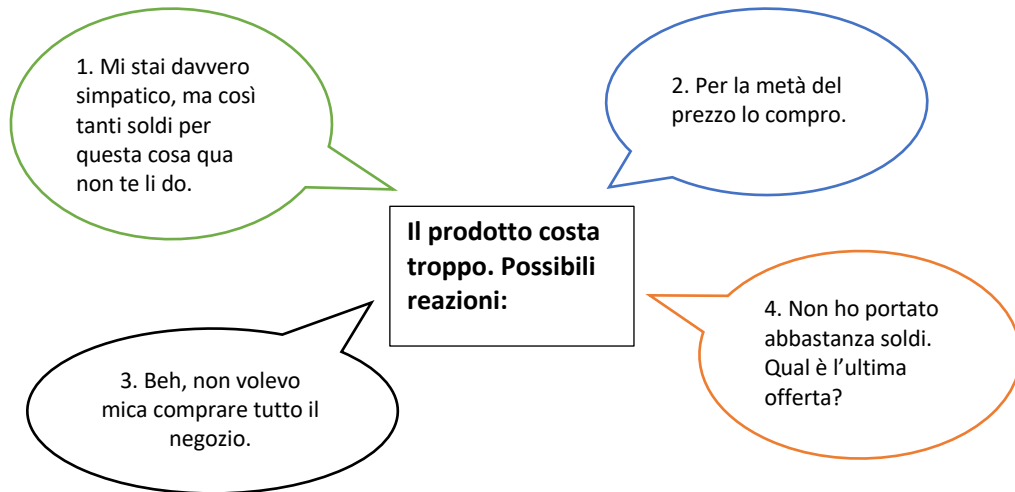 1. Mi stai davvero
simpatico, ma così
tanti soldi per
questa cosa qua
non te li do.
2. Per la metà del
prezzo lo compro.
Il prodotto costa
troppo. Possibili
reazioni:
3. Beh, non volevo
mica comprare tutto il
negozio.
4. Non ho portato
abbastanza soldi.
Qual è l’ultima
offerta?